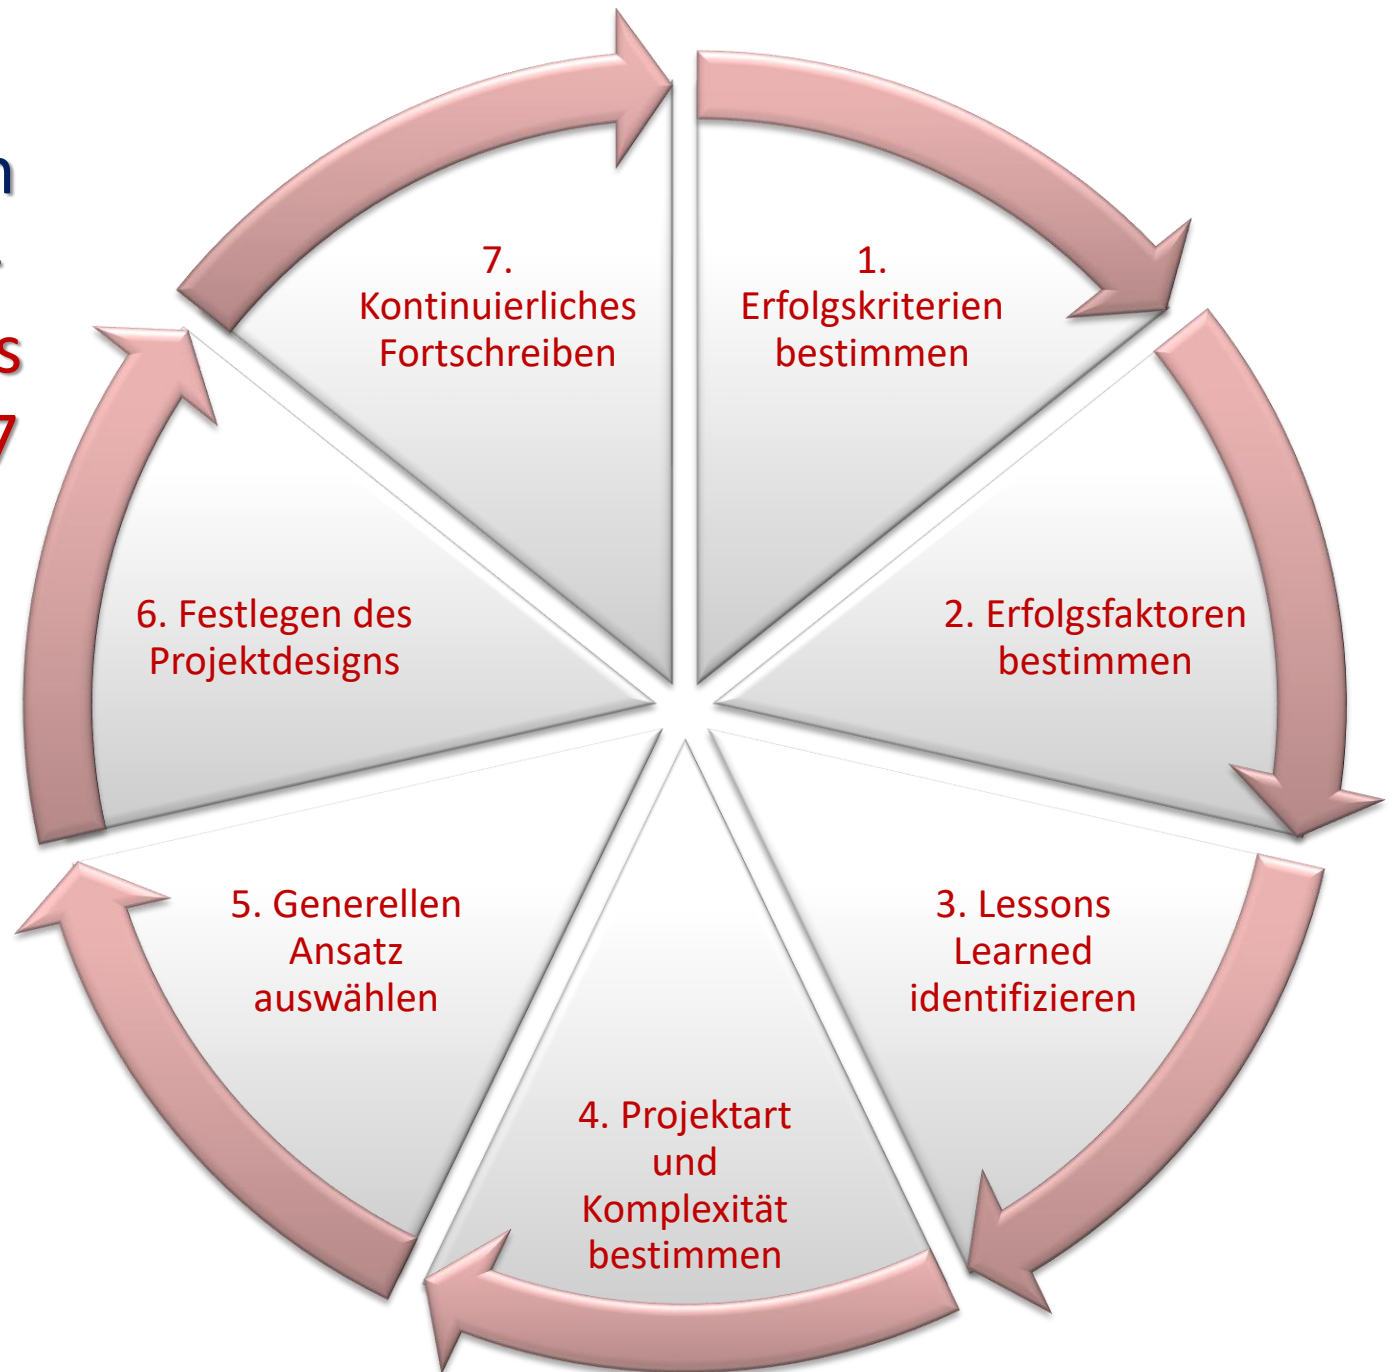 1.
Erfolgskriterien
bestimmen
2. Erfolgsfaktoren
bestimmen
3. Lessons
Learned
identifizieren
4. Projektart
und
Komplexität
bestimmen
5. Generellen
Ansatz
auswählen
6. Festlegen des
Projektdesigns
7.
Kontinuierliches
Fortschreiben